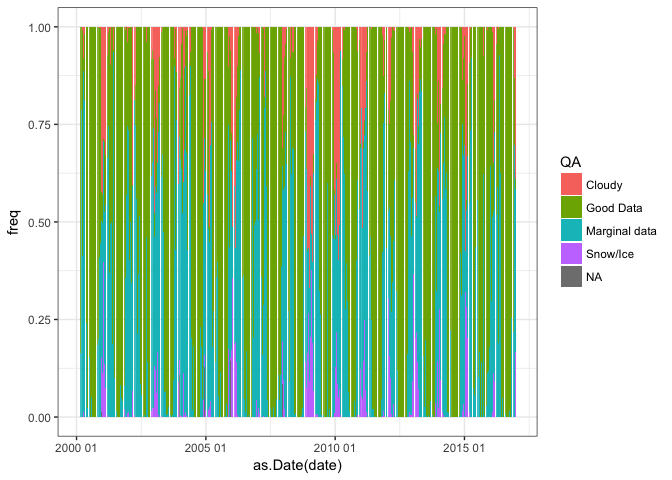 1.00
0.75
0.50
0.25
0.00
freq
2000 01
2005 01
2010 01
2015 01
as.Date(date)
QA
Cloudy
Good Data
Marginal data
Snow/Ice
NA